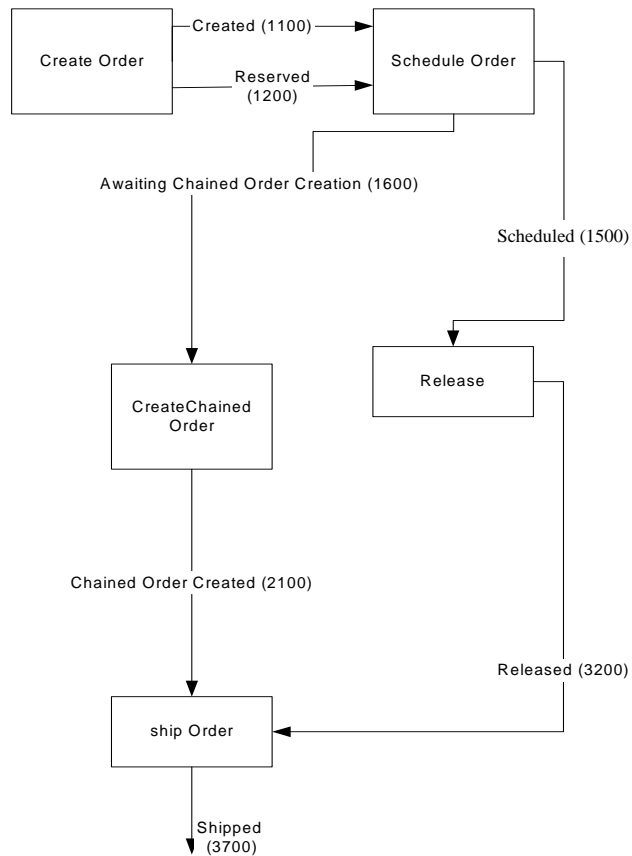 Created (1100)
Create Order
Schedule Order
Reserved
(1200)
Awaiting Chained Order Creation (1600)
Scheduled (1500)
Release
CreateChained
Order
Chained Order Created (2100)
Released (3200)
ship Order
Shipped
(3700)